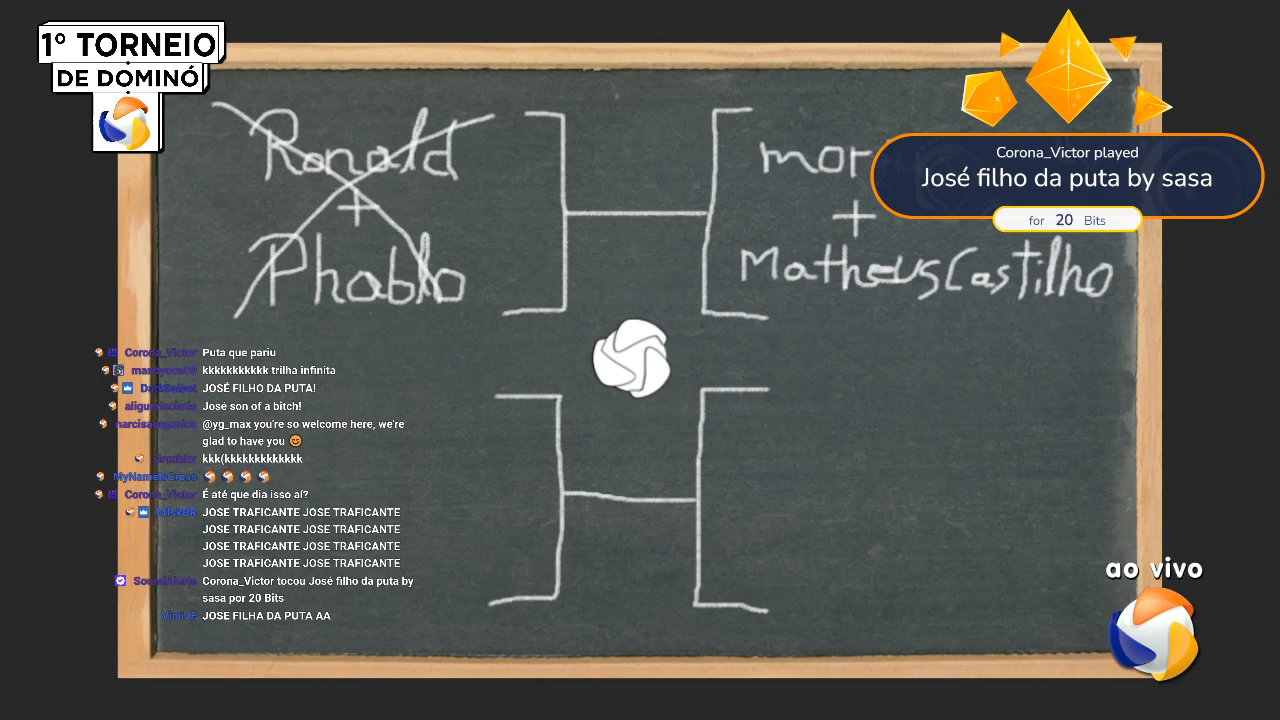 1º TORNEIO
DE DOMINÓ
Ronald
+
Phablo
+
MatheusCastilho
Corona_Victor played
José filho da puta by sasa
for 20 Bits
Corona_Victor Puta que pariu
kkkkkkkkkkk trilha infinita
JOSÉ FILHO DA PUTA!
José son of a bitch!
@yg_max you're so welcome here, we're
glad to have you
kkk(kkkkkkkkkkkkk
MyNameIsCross
Corona_Victor É até que dia isso aí?
JOSE TRAFICANTE JOSE TRAFICANTE
JOSE TRAFICANTE JOSE TRAFICANTE
JOSE TRAFICANTE JOSE TRAFICANTE
JOSE TRAFICANTE JOSE TRAFICANTE
SoundAlerts Corona_Victor tocou José filho da puta by
sasa por 20 Bits
JOSE FILHA DA PUTA AA
ao vivo